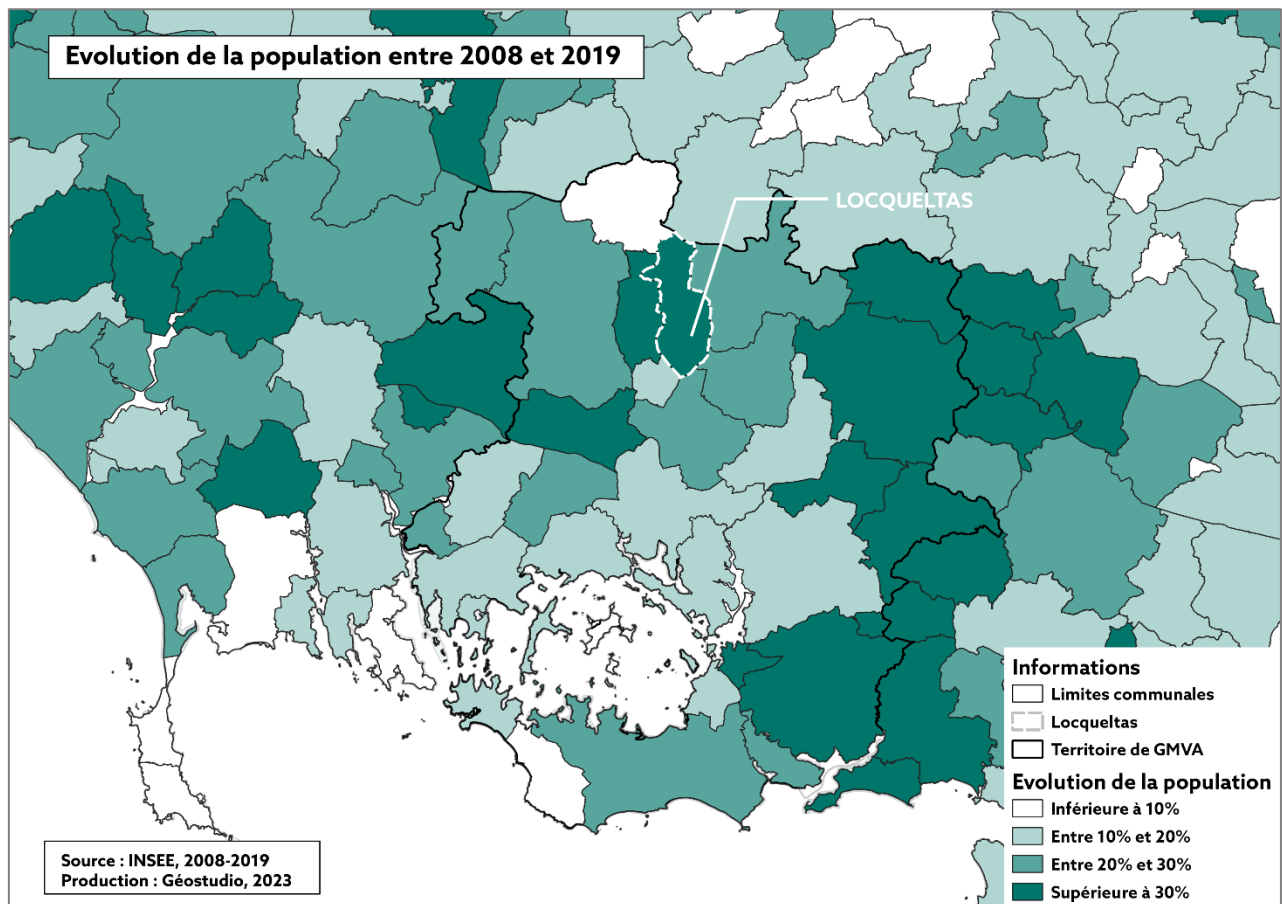 Evolution de la population entre 2008 et 2019
LOCQUELTAS
Informations
Limites communales
Locqueltas
Territoire de GMVA
Evolution de la population
Inférieure à 10%
Entre 10% et 20%
Entre 20% et 30%
Supérieure à 30%
Source : INSEE, 2008-2019
Production : Géostudio, 2023